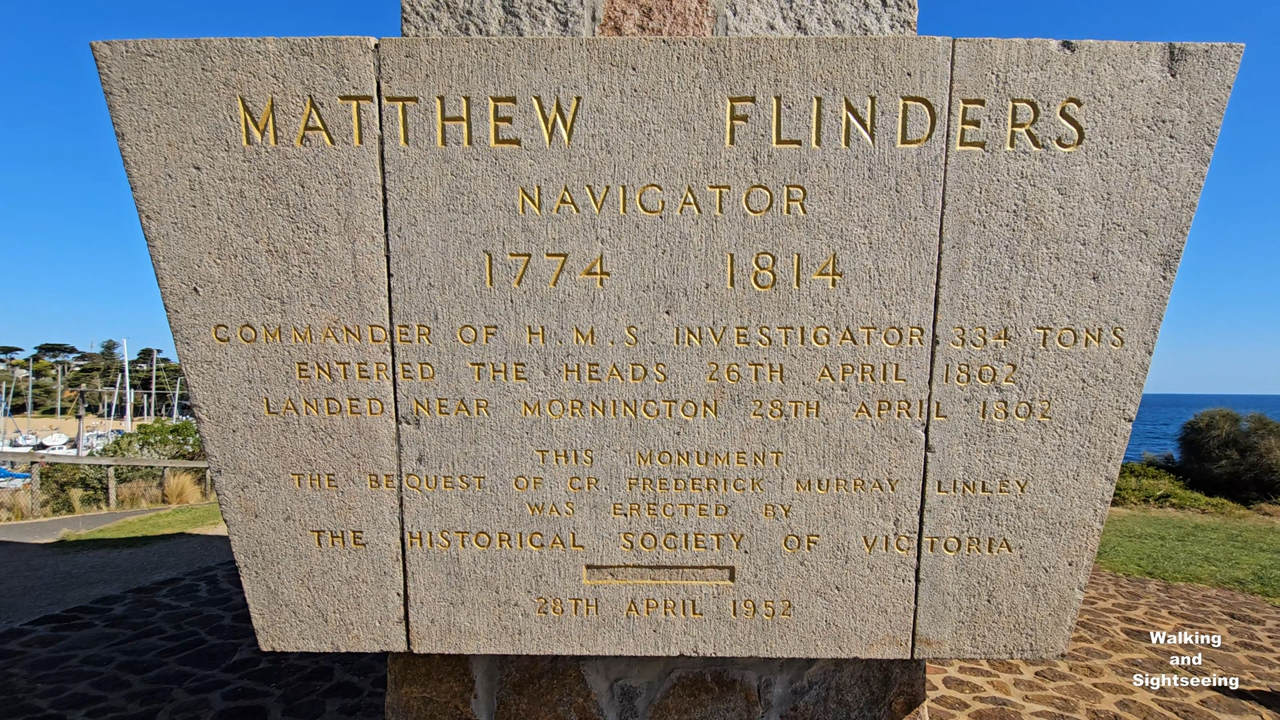 MATTHEW FLINDERS
NAVIGATOR
1774 1814
COMMANDER OF H.M.S INVESTIGATOR 334 TONS
ENTERED THE HEADS 26TH APRIL 1802
LANDED NEAR MORNINGTON 28TH APRIL 1802
THIS MONUMENT
THE BEQUEST OF CR. FREDERICK MURRAY LINLEY
WAS ERECTED BY
THE HISTORICAL SOCIETY OF VICTORIA.
28TH APRIL 1952
Walking
and
Sightseeing